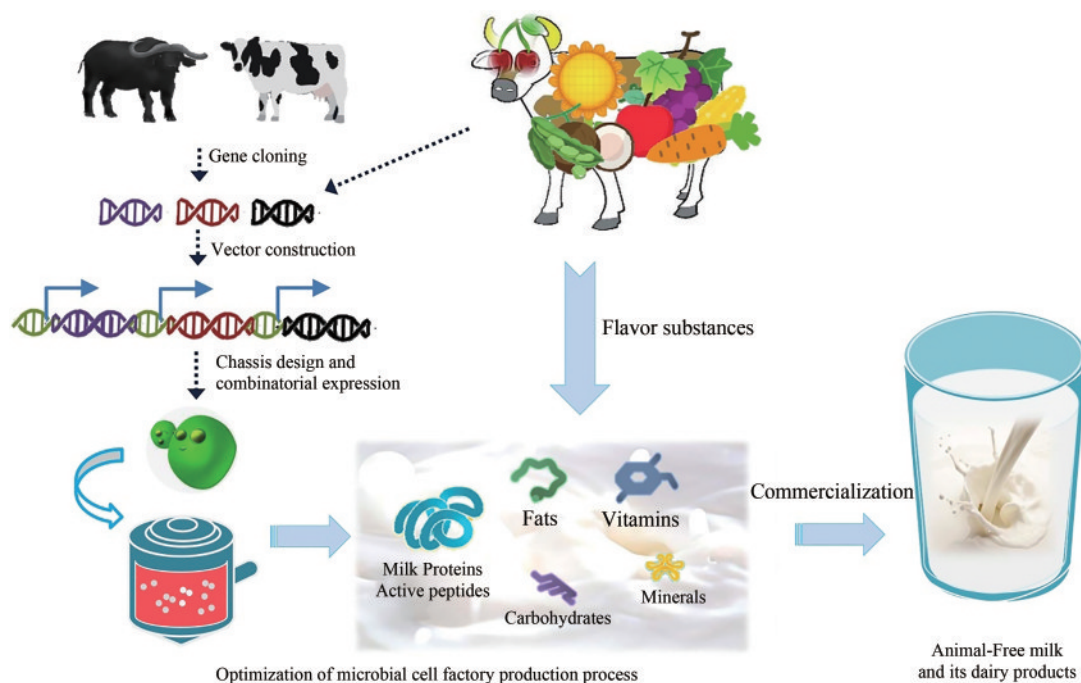 Gene cloning
Vector construction
Chassis design and
combinatorial expression
Flavor substances
Fats
Vitamins
Milk Proteins
Active peptides
Carbohydrates
Minerals
Commercialization
Optimization of microbial cell factory production process
Animal-Free milk
and its dairy products